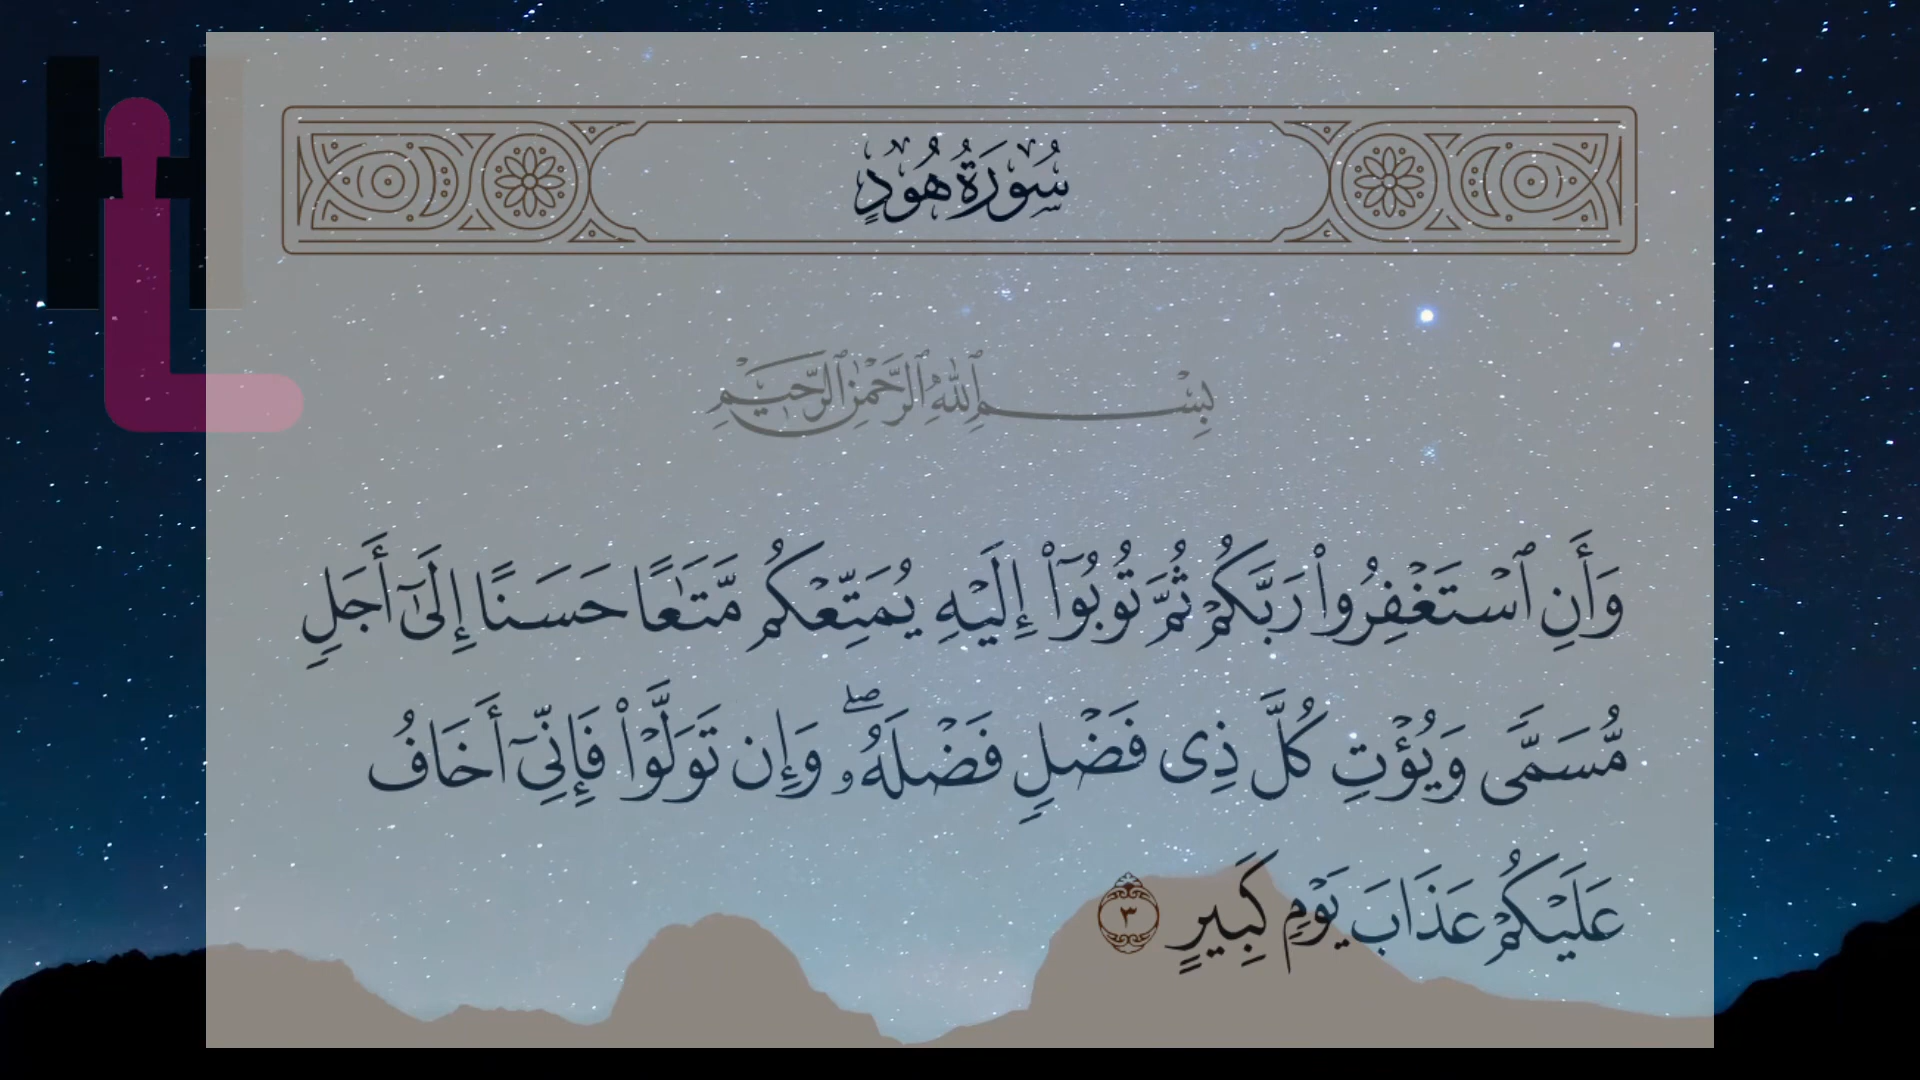 سُورَةُ هُودٍ
بِسْمِ ٱللَّهِ ٱلرَّحْمَٰنِ ٱلرَّحِيمِ
وَأَنِ ٱسْتَغْفِرُوا۟ رَبَّكُمْ ثُمَّ تُوبُوٓا۟ إِلَيْهِ يُمَتِّعْكُم مَّتَٰعًا حَسَنًا إِلَىٰٓ أَجَلٍ
مُّسَمًّى وَيُؤْتِ كُلَّ ذِى فَضْلٍ فَضْلَهُۥ ۖ وَإِن تَوَلَّوْا۟ فَإِنِّىٓ أَخَافُ
عَلَيْكُمْ عَذَابَ يَوْمٍ كَبِيرٍ ٣